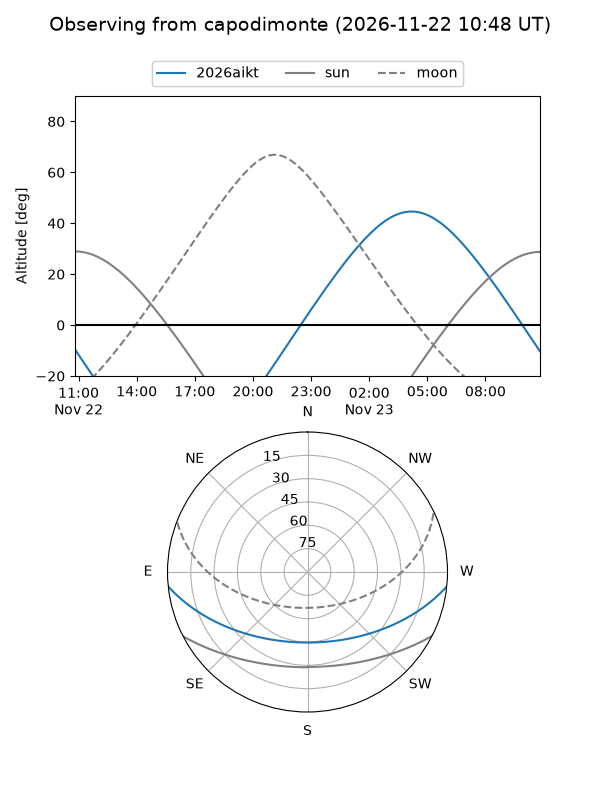 Observing from capodimonte (2026-11-22 10:48 UT)
2026aikt sun moon
80
60
40
20
0
−20
Altitude [deg]
11:00 14:00 17:00 20:00 23:00 02:00 05:00 08:00
Nov 22 Nov 23
N
NE NW
15
30
45
60
75
E W
SE SW
S